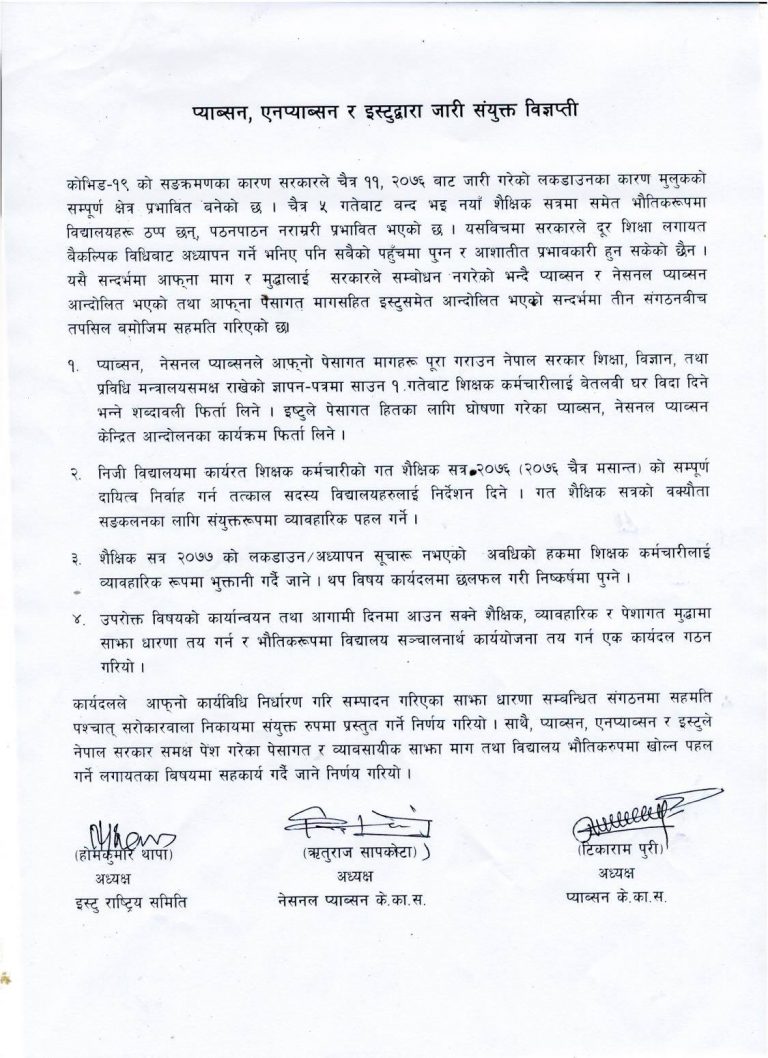 प्याब्सन, एनप्याब्सन र इस्टुद्वारा जारी संयुक्त विज्ञप्ती
कोभिड-१९ को सङक्रमणका कारण सरकारले चैत्र ११, २०७६ बाट जारी गरेको लकडाउनका कारण मुलुकको
सम्पूर्ण क्षेत्र प्रभावित बनेको छ । चैत्र ५ गतेबाट बन्द भइ नयाँ शैक्षिक सत्रमा समेत भौतिकरूपमा
विद्यालयहरू ठप्प छन्, पठनपाठन नराम्ररी प्रभावित भएको छ । यसविचमा सरकारले दूर शिक्षा लगायत
वैकल्पिक विधिबाट अध्यापन गर्ने भनिए पनि सवैको पहुँचमा पुग्न र आशातीत प्रभावकारी हुन सकेको छैन ।
यसै सन्दर्भमा आफ्ना माग र मुद्धालाई सरकारले सम्बोधन नगरेको भन्दै प्याब्सन र नेसनल प्याब्सन
आन्दोलित भएको तथा आफ्ना पेसागत मागसहित इस्टुसमेत आन्दोलित भएको सन्दर्भमा तीन संगठनवीच
तपसिल वमोजिम सहमति गरिएको छ।
१. प्याब्सन, नेसनल प्याब्सनले आफ्नो पेसागत मागहरू पूरा गराउन नेपाल सरकार शिक्षा, विज्ञान, तथा
प्रविधि मन्त्रालयसमक्ष राखेको ज्ञापन-पत्रमा साउन १ गतेबाट शिक्षक कर्मचारीलाई बेतलवी घर विदा दिने
भन्ने शब्दावली फिर्ता लिने । इष्टुले पेसागत हितका लागि घोषणा गरेका प्याब्सन, नेसनल प्याब्सन
केन्द्रित आन्दोलनका कार्यक्रम फिर्ता लिने ।
२. निजी विद्यालयमा कार्यरत शिक्षक कर्मचारीको गत शैक्षिक सत्र २०७६ (२०७६ चैत्र मसान्त) को सम्पूर्ण
दायित्व निर्वाह गर्न तत्काल सदस्य विद्यालयहरुलाई निर्देशन दिने । गत शैक्षिक सत्रको वक्यौता
सङकलनका लागि संयुक्तरूपमा व्यावहारिक पहल गर्ने ।
३. शैक्षिक सत्र २०७७ को लकडाउन/अध्यापन सूचारू नभएको अवधिको हकमा शिक्षक कर्मचारीलाई
व्यावहारिक रूपमा भुक्तानी गर्दै जाने । थप विषय कार्यदलमा छलफल गरी निष्कर्षमा पुग्ने ।
४. उपरोक्त विषयको कार्यान्वयन तथा आगामी दिनमा आउन सक्ने शैक्षिक, व्यावहारिक र पेशागत मुद्धामा
साझा धारणा तय गर्न र भौतिकरूपमा विद्यालय सञ्चालनार्थ कार्ययोजना तय गर्न एक कार्यदल गठन
गरियो ।
कार्यदलले आफ्नो कार्यविधि निर्धारण गरि सम्पादन गरिएका साझा धारणा सम्बन्धित संगठनमा सहमति
पश्चात् सरोकारवाला निकायमा संयुक्त रुपमा प्रस्तुत गर्ने निर्णय गरियो । साथै, प्याब्सन, एनप्याब्सन र इस्टुले
नेपाल सरकार समक्ष पेश गरेका पेसागत र व्यावसायीक साझा माग तथा विद्यालय भौतिकरुपमा खोल्न पहल
गर्ने लगायतका विषयमा सहकार्य गर्दै जाने निर्णय गरियो ।
(होमकुमार थापा) (ऋतुराज सापकोटा) (टिकाराम पुरी)
अध्यक्ष अध्यक्ष अध्यक्ष
इस्टु राष्ट्रिय समिति नेसनल प्याब्सन के.का.स. प्याब्सन के.का.स.